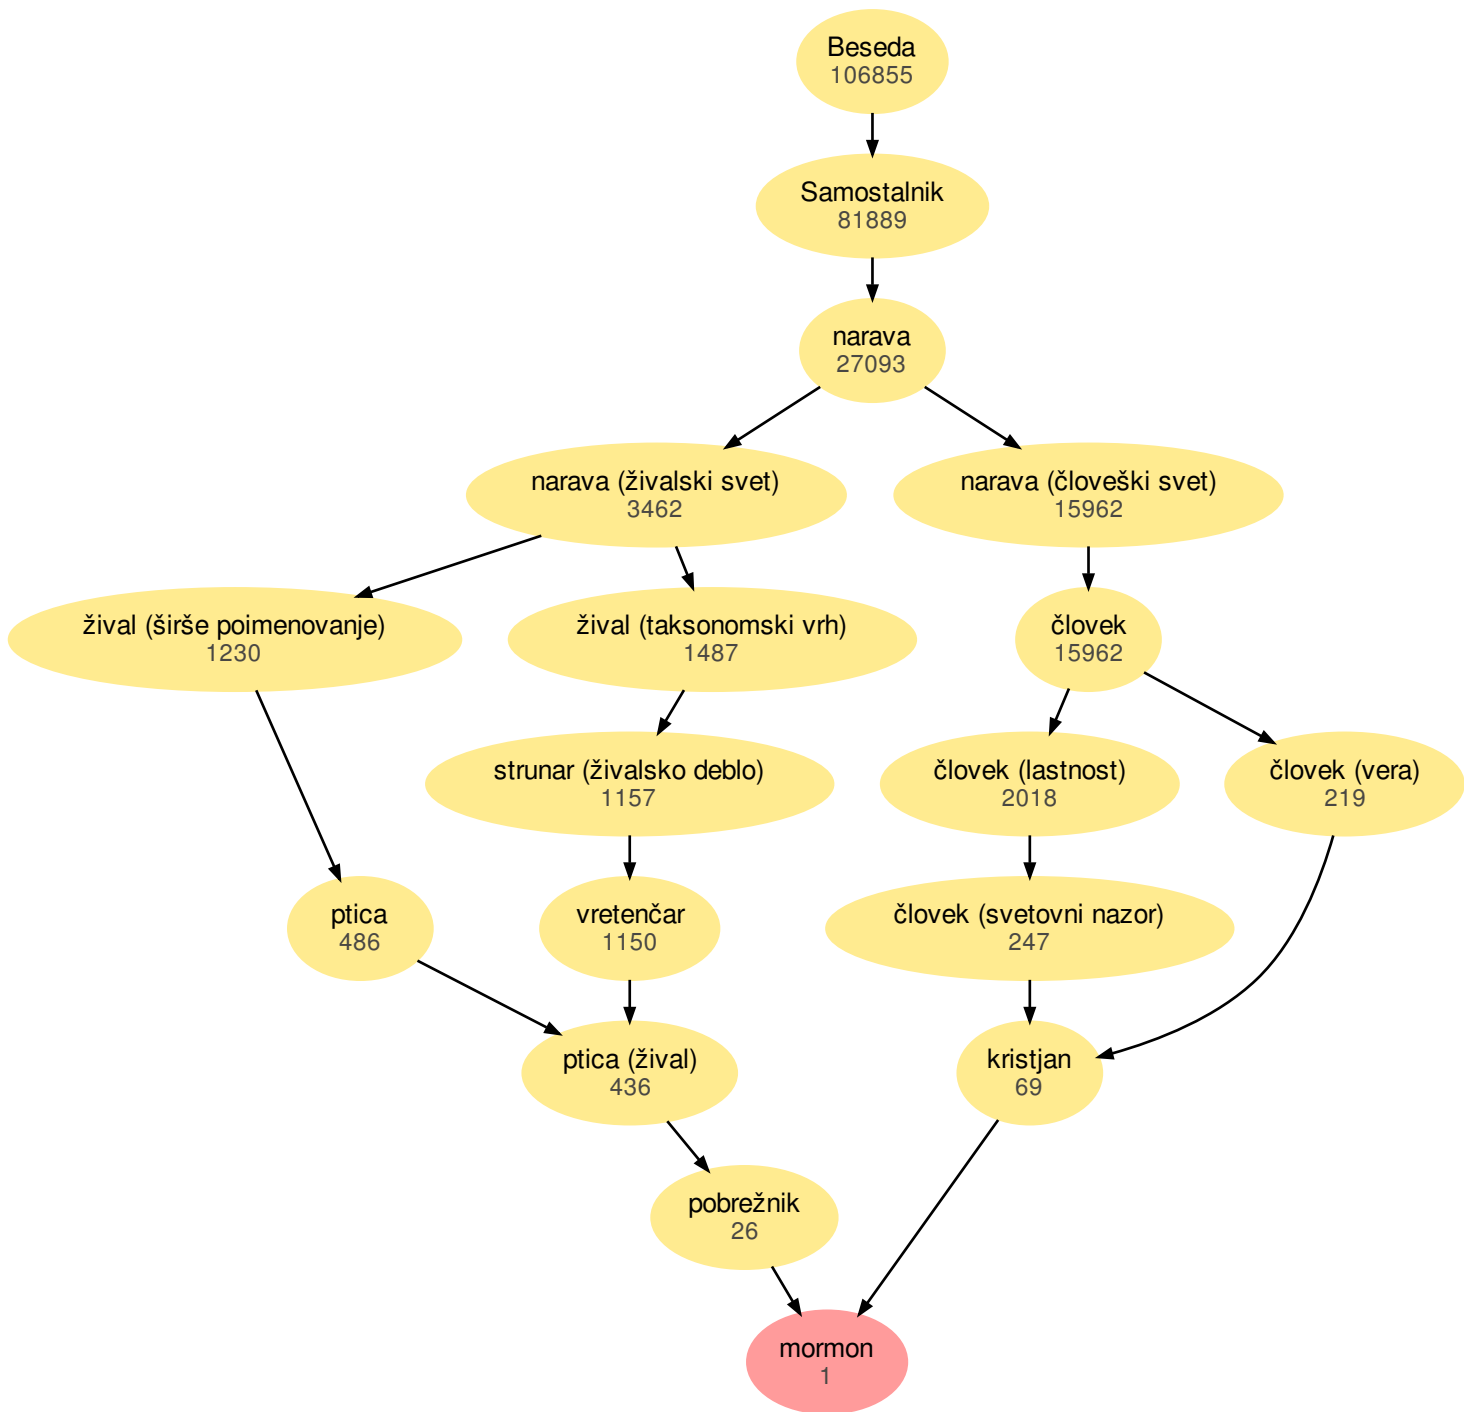 Beseda
106855
Samostalnik
81889
narava
27093
narava (živalski svet)
3462
narava (človeški svet)
15962
žival (širše poimenovanje)
1230
žival (taksonomski vrh)
1487
človek
15962
strunar (živalsko deblo)
1157
človek (lastnost)
2018
človek (vera)
219
ptica
486
vretenčar
1150
človek (svetovni nazor)
247
ptica (žival)
436
kristjan
69
pobrežnik
26
mormon
1